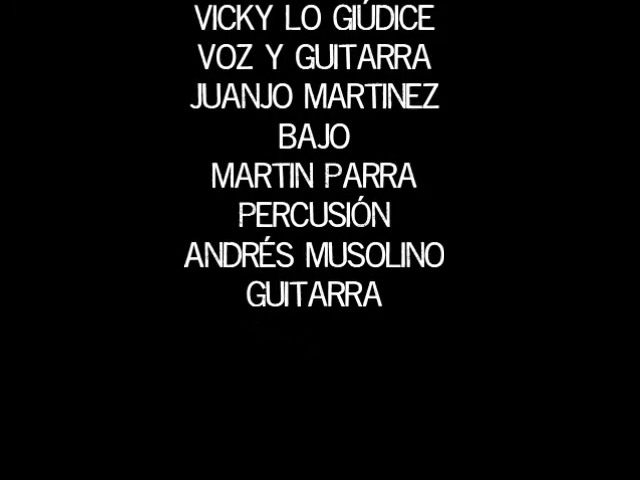 VICKY LO GIÚDICE
VOZ Y GUITARRA
JUANJO MARTINEZ
BAJO
MARTIN PARRA
PERCUSIÓN
ANDRÉS MUSOLINO
GUITARRA